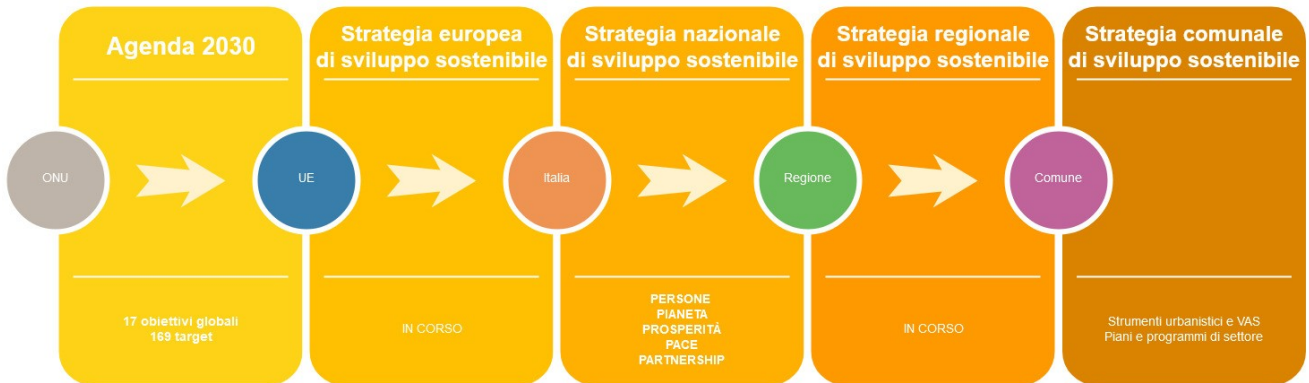 Agenda 2030
Strategia europea
di sviluppo sostenibile
Strategia nazionale
di sviluppo sostenibile
Strategia regionale
di sviluppo sostenibile
Strategia comunale
di sviluppo sostenibile
ONU
UE
Italia
Regione
Comune
17 obiettivi globali
169 target
IN CORSO
PERSONE
PIANETA
PROSPERITÀ
PACE
PARTNERSHIP
IN CORSO
Strumenti urbanistici e VAS
Piani e programmi di settore